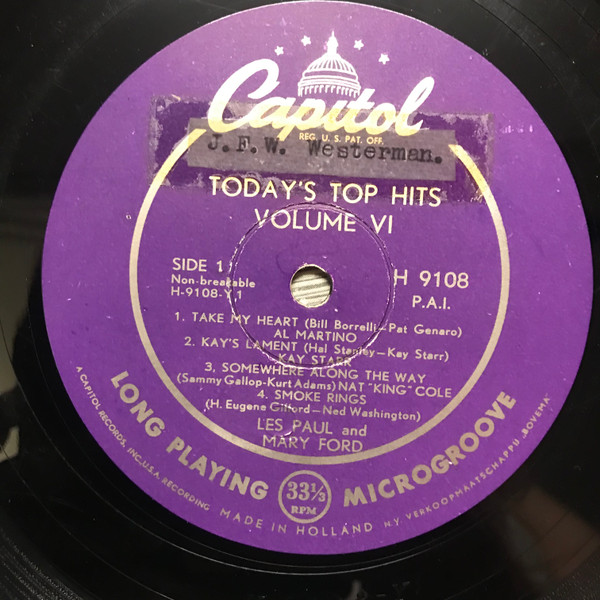 Capitol
REG. U. S. PAT. OFF.
J.F.W. Westerman.
TODAY'S TOP HITS
VOLUME VI
SIDE 1
Non-breakable
H-9108-Y1
H 9108
P.A.I.
1. TAKE MY HEART (Bill Borrelli-Pat Genaro)
AL MARTINO
2. KAY'S LAMENT (Hal Stanley-Kay Starr)
KAY STARR
3. SOMEWHERE ALONG THE WAY
(Sammy Gallop-Kurt Adams) NAT "KING" COLE
4. SMOKE RINGS
(H. Eugene Gifford-Ned Washington)
LES PAUL and
MARY FORD
LONG PLAYING 33⅓ RPM MICROGROOVE
A CAPITOL RECORDS, INC. U.S.A. RECORDING MADE IN HOLLAND N.V. VERKOOPMAATSCHAPPIJ „BOVEMA"